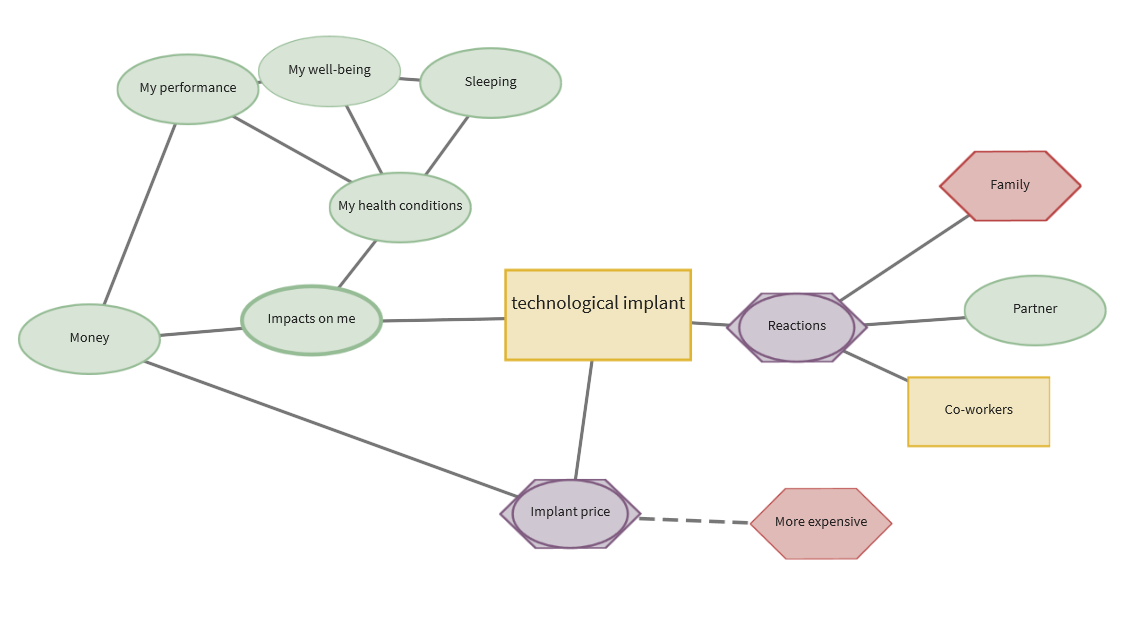 My well-being
Sleeping
My performance
Family
My health conditions
technological implant
Partner
Impacts on me
Reactions
Money
Co-workers
Implant price
More expensive